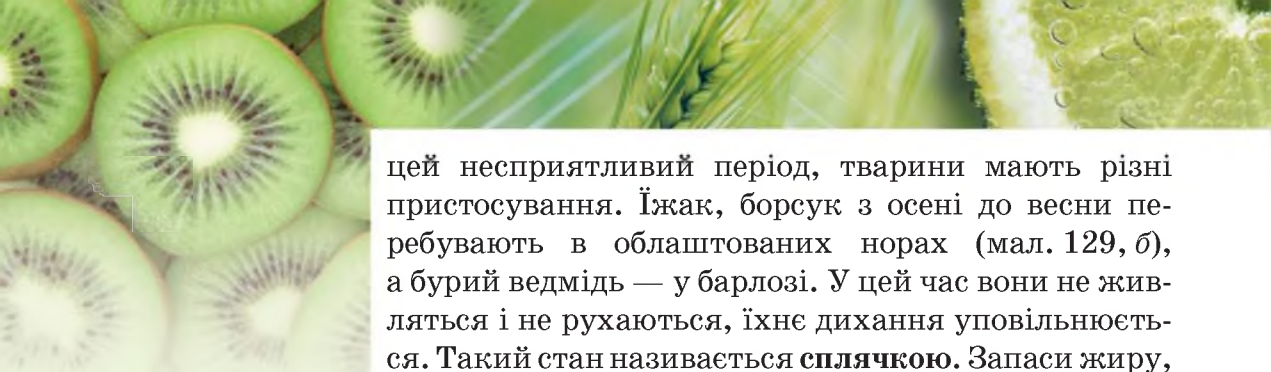 цей несприятливий період, тварини мають різні
пристосування. Їжак, борсук з осені до весни пе-
ребувають в облаштованих норах (мал. 129, б),
а бурий ведмідь — у барлозі. У цей час вони не жив-
ляться і не рухаються, їхнє дихання уповільнюєть-
ся. Такий стан називається сплячкою. Запаси жиру,